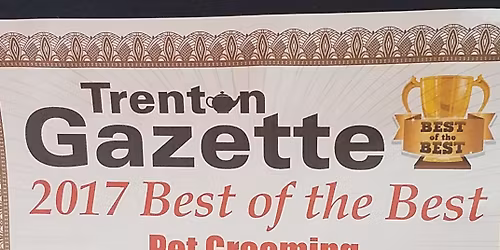 Trenton
Gazette
BEST
of the
BEST
2017 Best of the Best
Pet Grooming